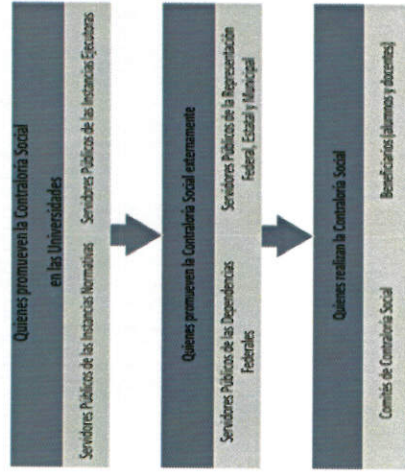 Quienes promueven la Contraloría Social
en las Universidades
Servidores Públicos de las Instancias Normativas
Servidores Públicos de las Instancias Ejecutoras
Quienes promueven la Contraloría Social externamente
Servidores Públicos de las Dependencias
Federales
Servidores Públicos de la Representación
Federal, Estatal y Municipal
Quienes realizan la Contraloría Social
Comités de Contraloría Social
Beneficiarios (alumnos y docentes)